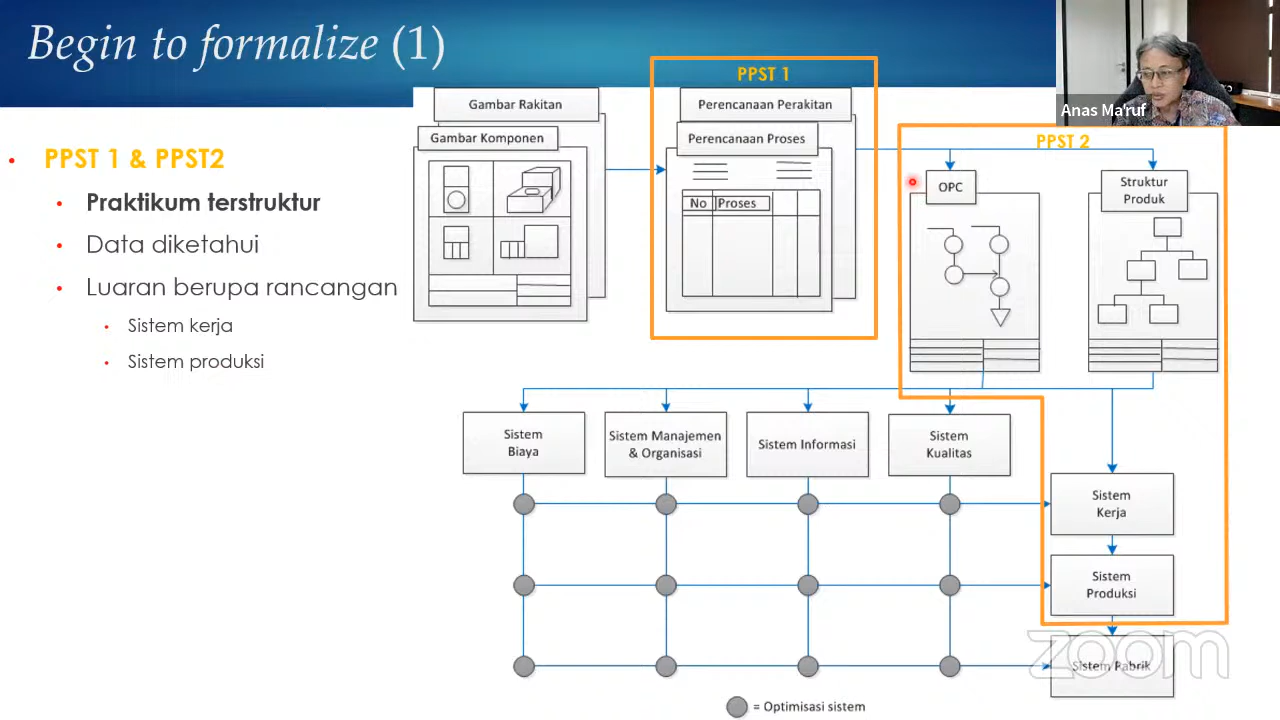 Begin to formalize (1)
Anas Ma'ruf
• PPST 1 & PPST2
• Praktikum terstruktur
• Data diketahui
• Luaran berupa rancangan
• Sistem kerja
• Sistem produksi
Gambar Rakitan
Gambar Komponen
PPST 1
Perencanaan Perakitan
Perencanaan Proses
No Proses
PPST 2
OPC
Struktur
Produk
Sistem
Biaya
Sistem Manajemen
& Organisasi
Sistem Informasi
Sistem
Kualitas
Sistem
Kerja
Sistem
Produksi
Sistem Pabrik
= Optimisasi sistem
zoom